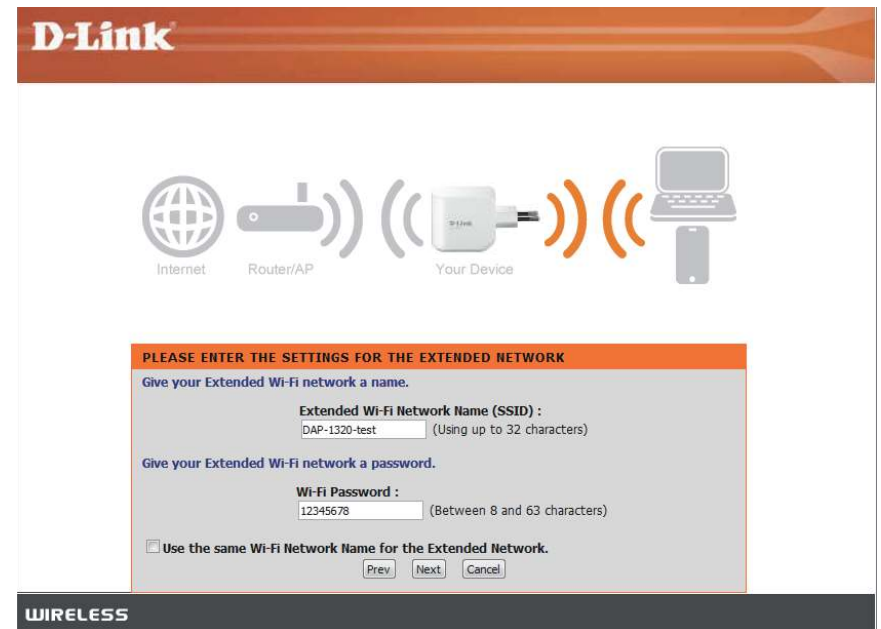 D-Link
D-Link
Internet
Router/AP
Your Device
PLEASE ENTER THE SETTINGS FOR THE EXTENDED NETWORK
Give your Extended Wi-Fi network a name.
Extended Wi-Fi Network Name (SSID) :
DAP-1320-test (Using up to 32 characters)
Give your Extended Wi-Fi network a password.
Wi-Fi Password :
12345678 (Between 8 and 63 characters)
Use the same Wi-Fi Network Name for the Extended Network.
Prev Next Cancel
WIRELESS